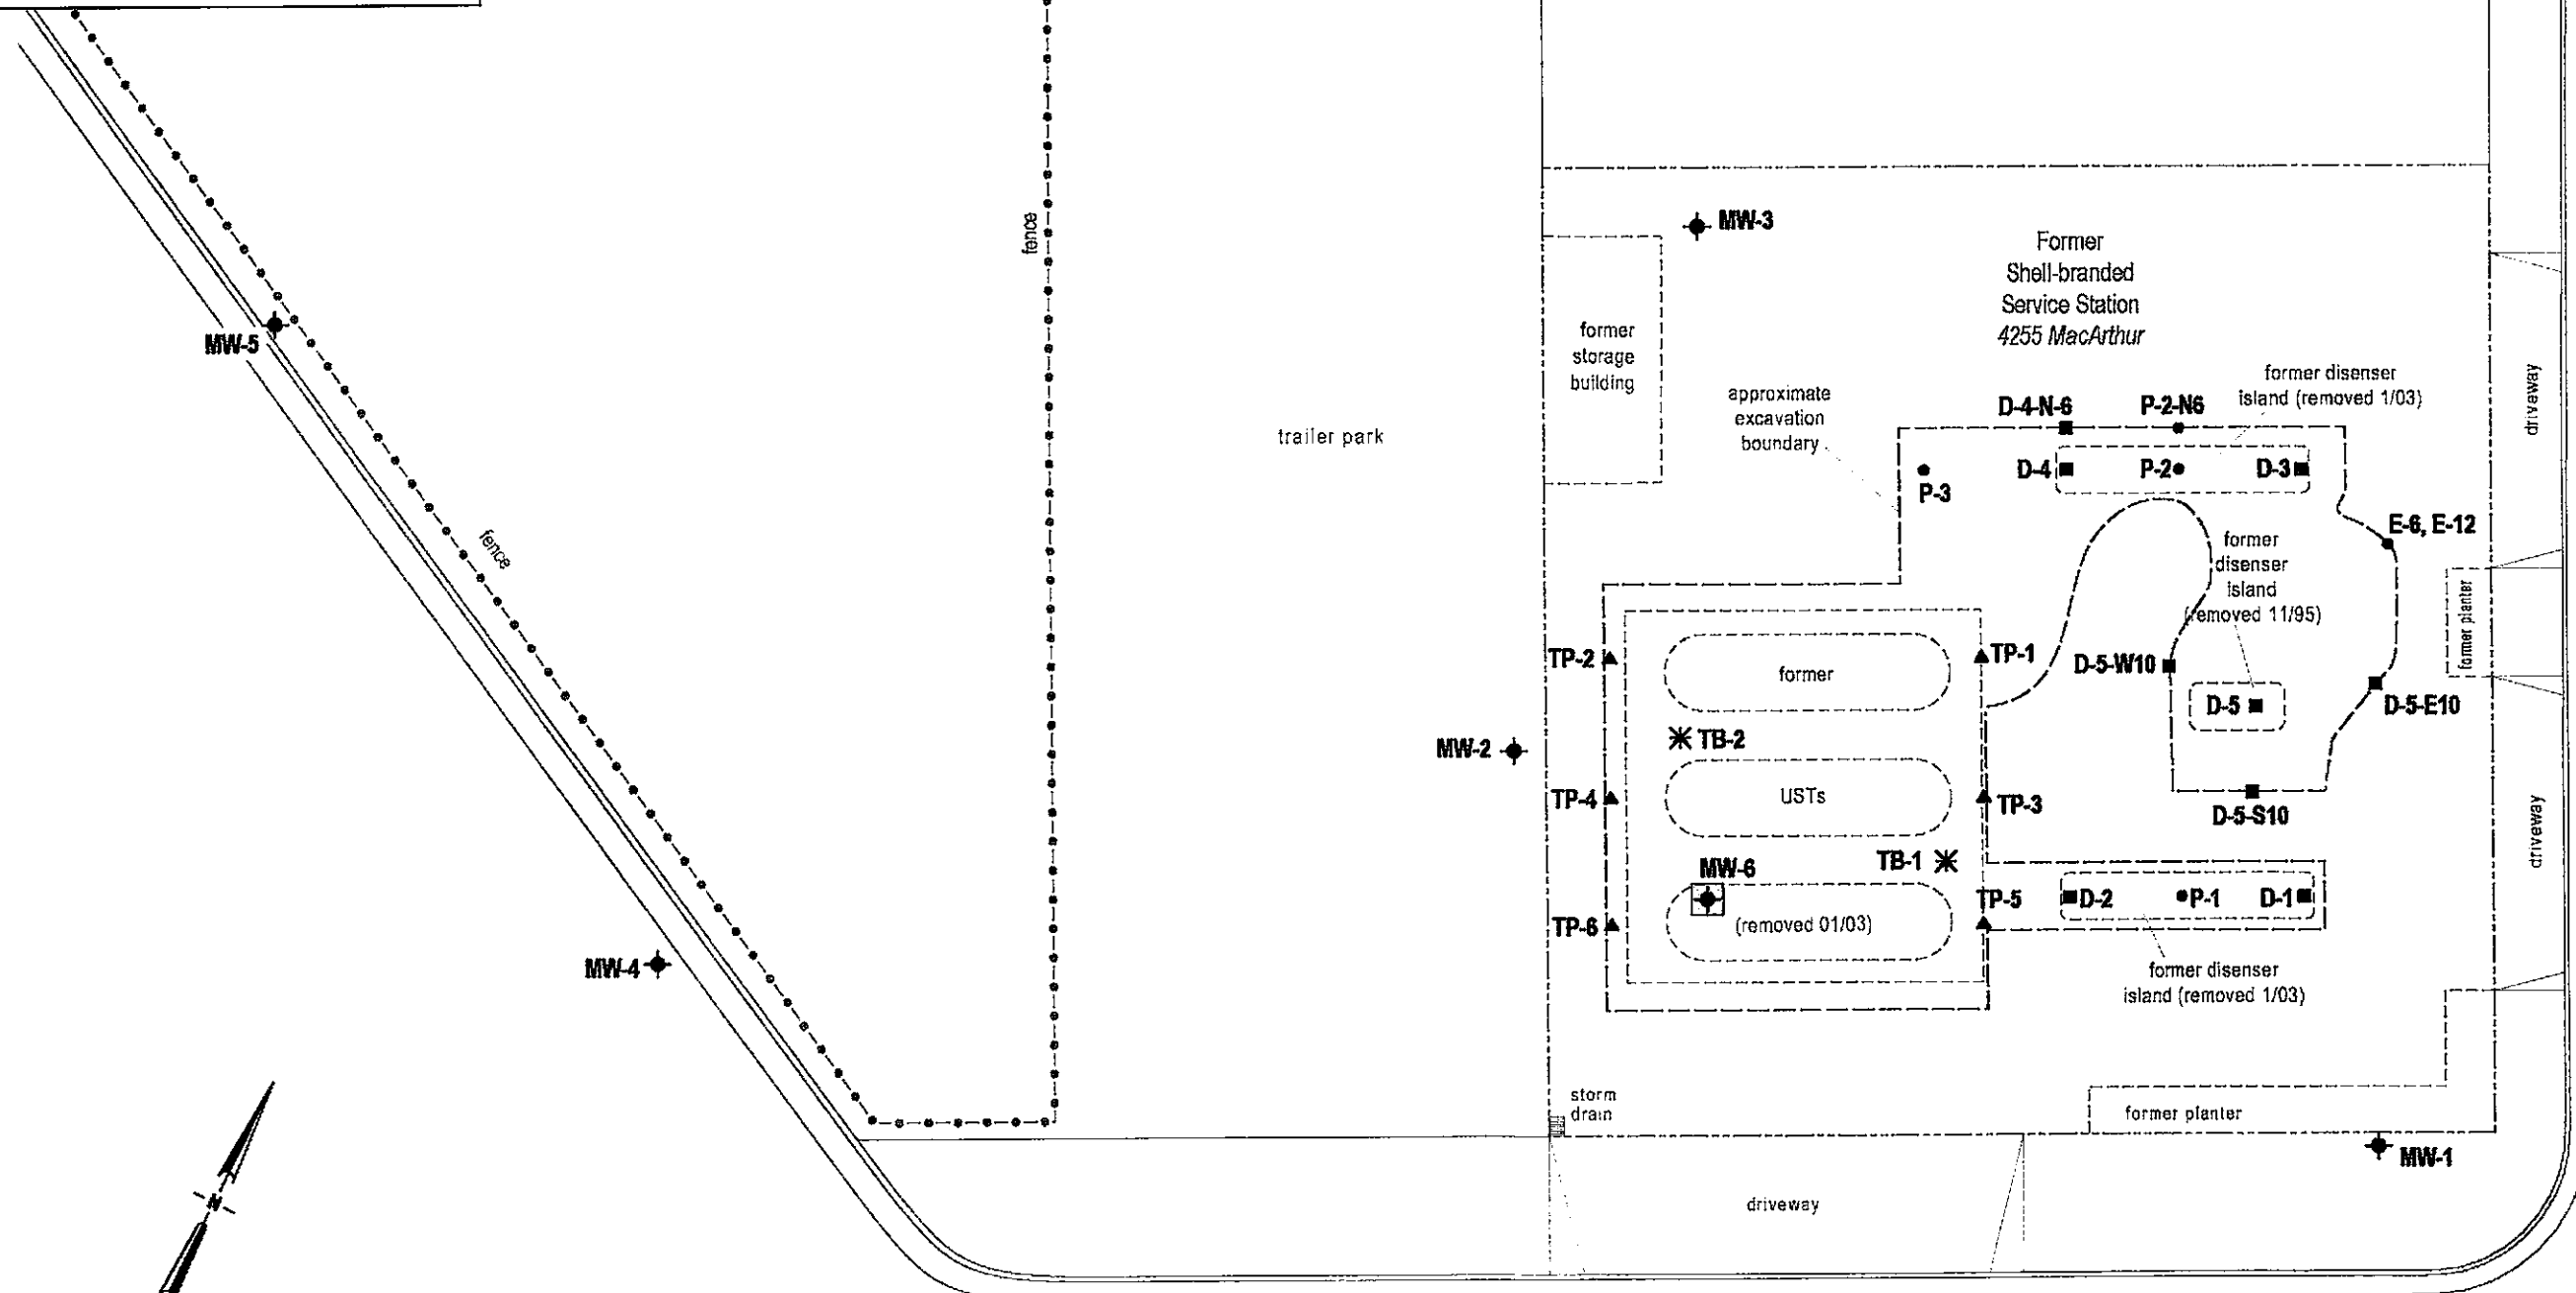 MW-3
fence
Former
Shell-branded
Service Station
4255 MacArthur
former
storage
building
MW-5
driveway
former disenser
island (removed 1/03)
approximate
excavation
boundary
D-4-N-6
P-2-N6
trailer park
D-4
P-2
D-3
P-3
E-6, E-12
fence
former
disenser
island
(removed 11/95)
former planter
TP-2
TP-1
D-5-W10
former
D-5
D-5-E10
MW-2
TB-2
TP-4
USTs
TP-3
D-5-S10
driveway
TB-1
MW-6
TP-5
D-2
P-1
D-1
TP-6
(removed 01/03)
MW-4
former disenser
island (removed 1/03)
storm
drain
former planter
MW-1
N
driveway